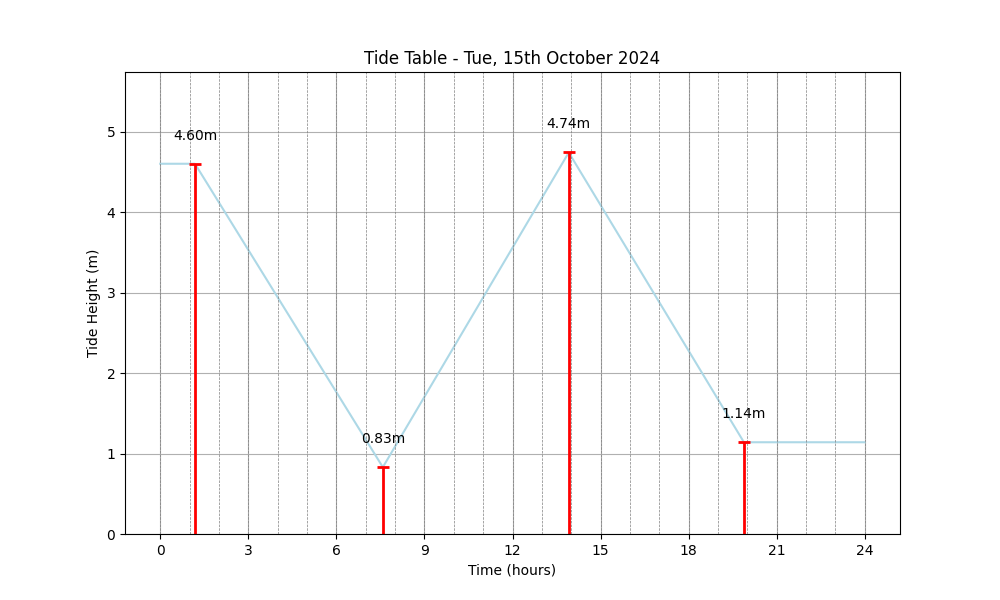 Tide Table - Tue, 15th October 2024
4.60m
0.83m
4.74m
1.14m
Tide Height (m)
5
4
3
2
1
0
0 3 6 9 12 15 18 21 24
Time (hours)